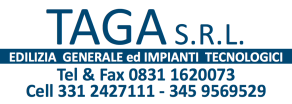 TAGA S.R.L.
EDILIZIA GENERALE ed IMPIANTI TECNOLOGICI
Tel & Fax 0831 1620073
Cell 331 2427111 - 345 9569529